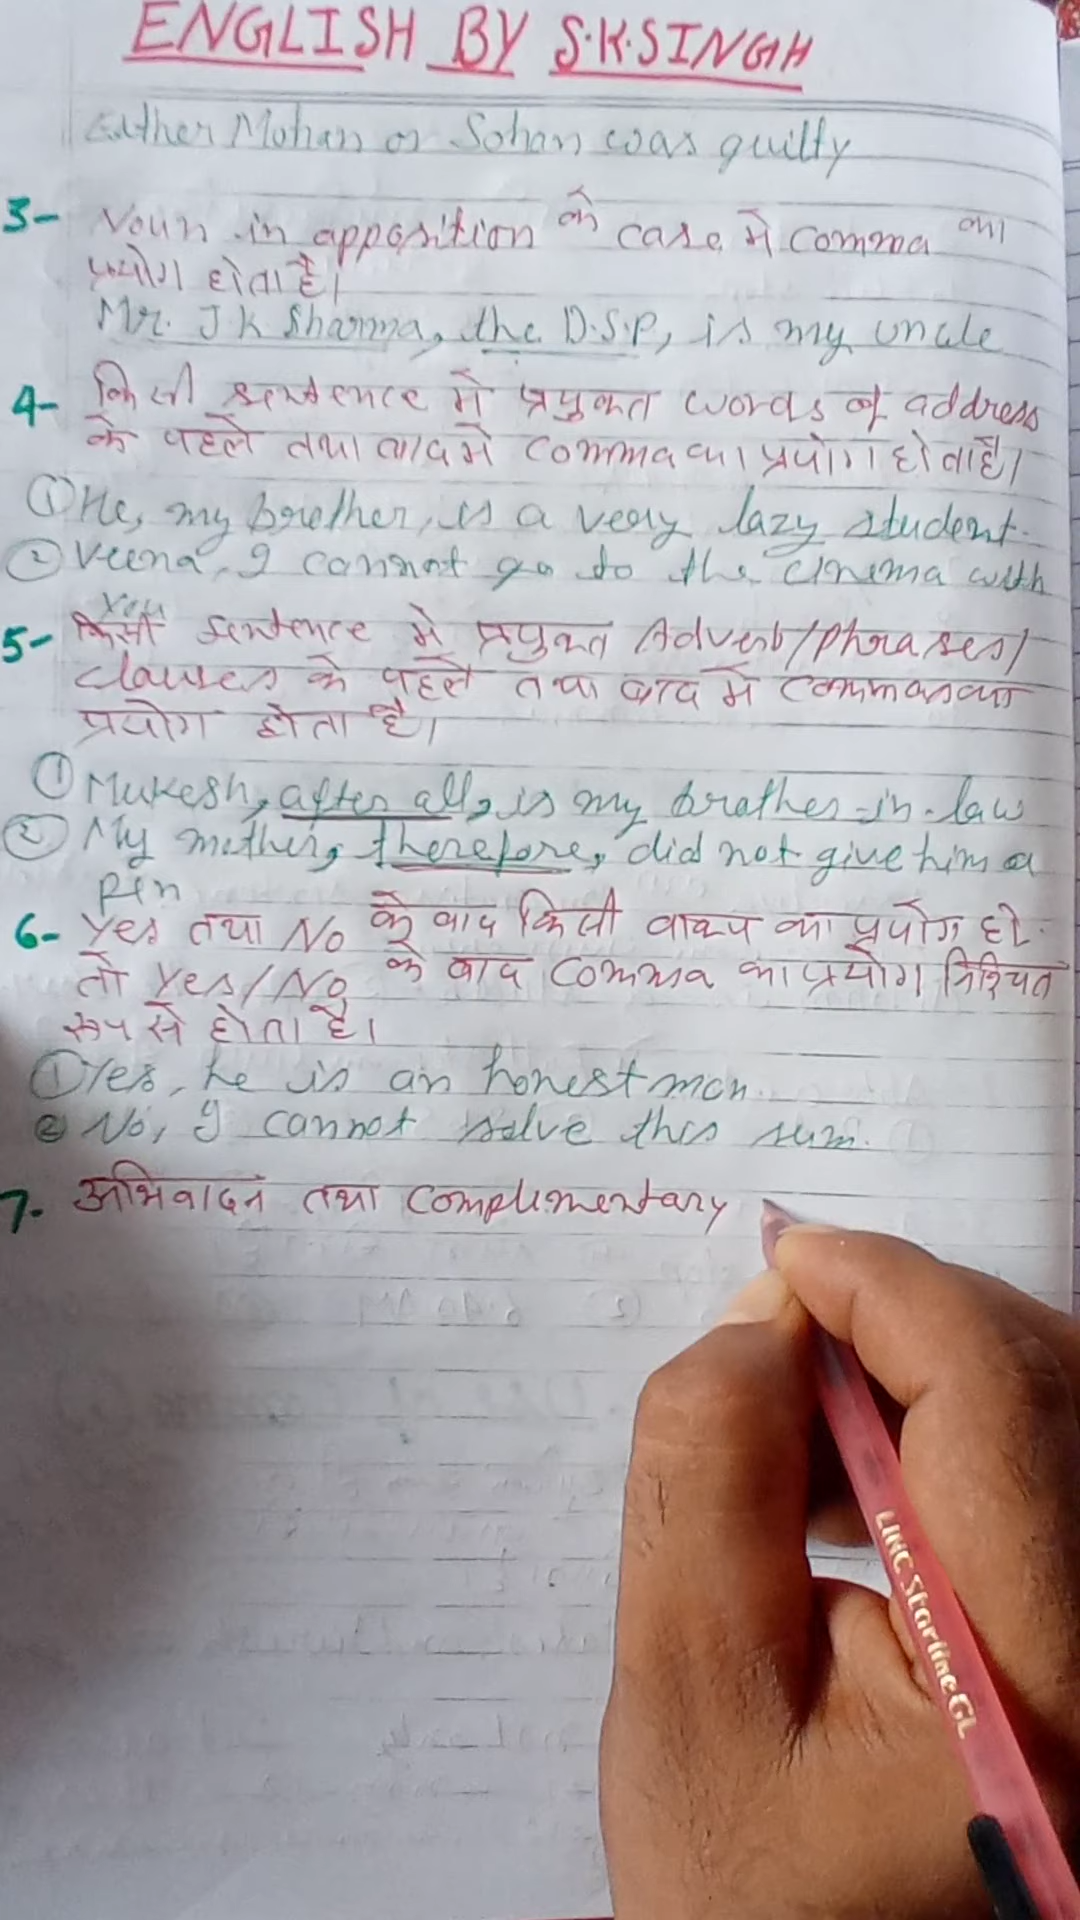 ENGLISH BY S.K.SINGH
Eather Mohan or Sohan was guilty
3- Noun in apposition के case में comma का
प्रयोग होता है।
Mr. J.K Sharma, the D.S.P, is my uncle
4- किसी sentence में प्रयुक्त words of address
के पहले तथा बाद में comma का प्रयोग होता है।
① He, my brother, is a very lazy student.
② Veena, I cannot go to the cinema with
you
5- किसी sentence में प्रयुक्त Adverb/phrases/
clauses के पहले तथा बाद में commas का
प्रयोग होता है।
① Mukesh, after all, is my brother-in-law
② My mother, therefore, did not give him a
pen
6- Yes तथा No के बाद किसी वाक्य का प्रयोग हो
तो Yes/No के बाद comma का प्रयोग निश्चित
रूप से होता है।
① Yes, he is an honest man.
② No, I cannot solve this sum.
7. अभिवादन तथा complimentary
LINC Starline GL